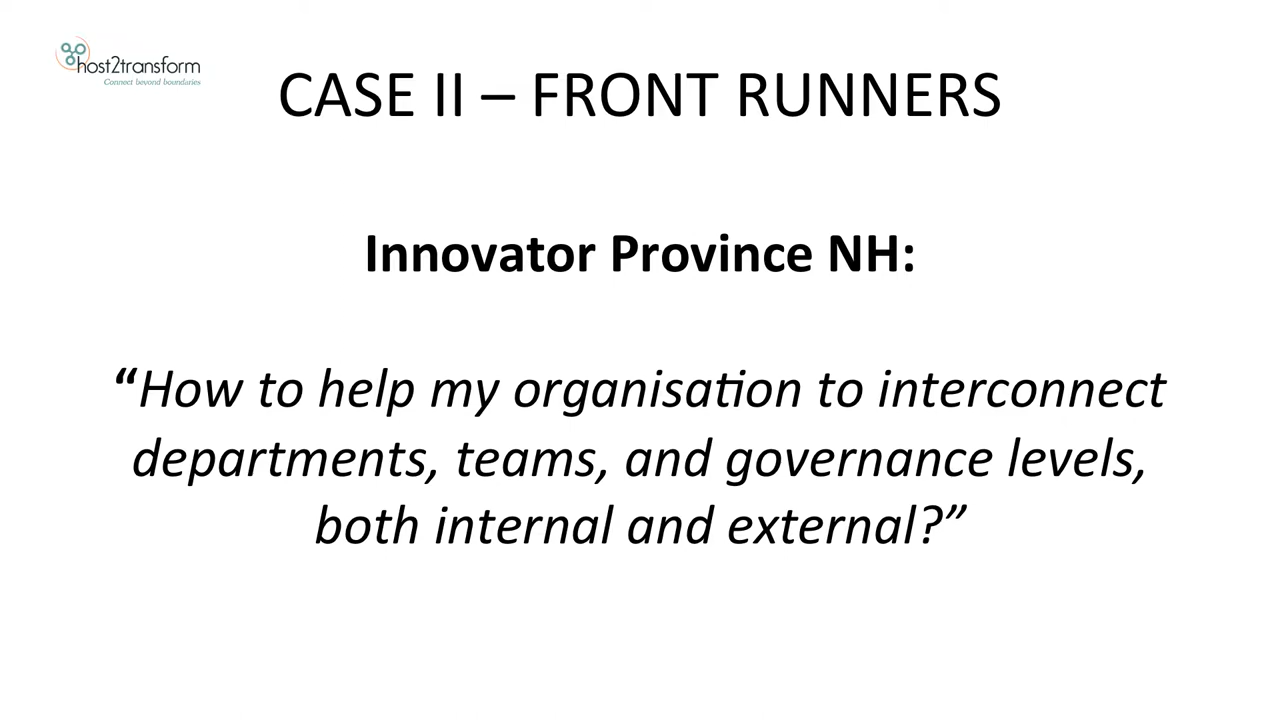 host2transform
Connect beyond boundaries
CASE II – FRONT RUNNERS
Innovator Province NH:
“How to help my organisation to interconnect
departments, teams, and governance levels,
both internal and external?”